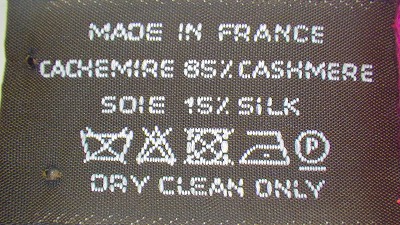 MADE IN FRANCE
CACHEMIRE 85% CASHMERE
SOIE 15% SILK
P
DRY CLEAN ONLY